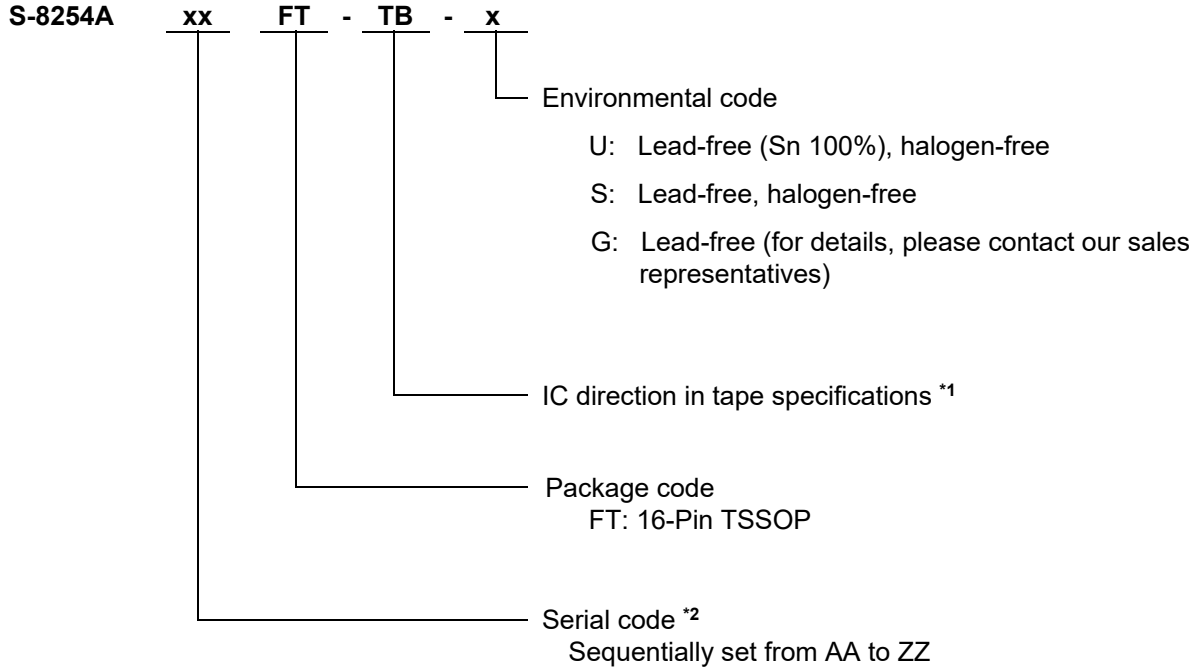 S-8254A xx FT - TB - x
Environmental code
U: Lead-free (Sn 100%), halogen-free
S: Lead-free, halogen-free
G: Lead-free (for details, please contact our sales
representatives)
IC direction in tape specifications *1
Package code
FT: 16-Pin TSSOP
Serial code *2
Sequentially set from AA to ZZ